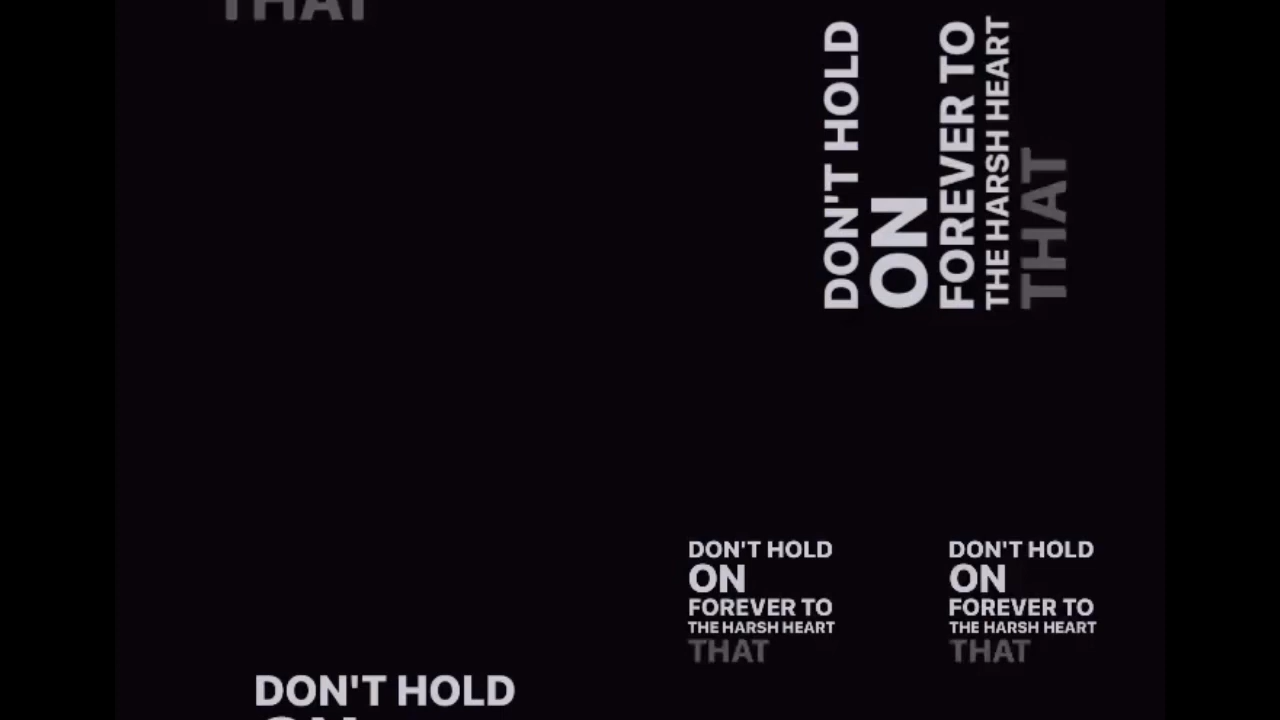 THAT
DON'T HOLD
ON
FOREVER TO
THE HARSH HEART
THAT
DON'T HOLD
ON
FOREVER TO
THE HARSH HEART
THAT
DON'T HOLD
ON
FOREVER TO
THE HARSH HEART
THAT
DON'T HOLD
ON